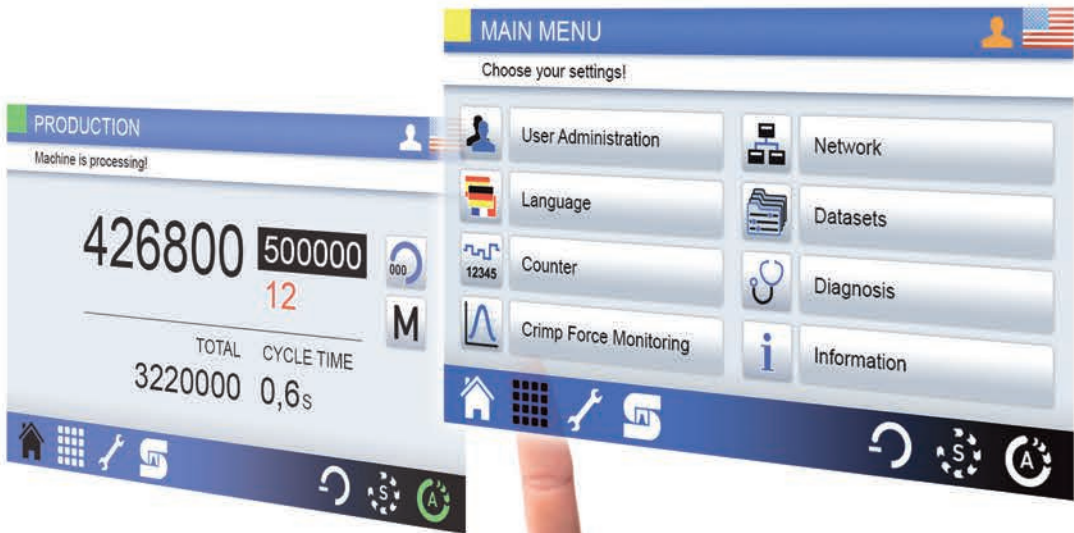 PRODUCTION
Machine is processing!
426800 500000
12
000
M
TOTAL CYCLE TIME
3220000 0,6s
S
A
MAIN MENU
Choose your settings!
User Administration
Network
Language
Datasets
12345
Counter
Diagnosis
Crimp Force Monitoring
i
Information
S
A